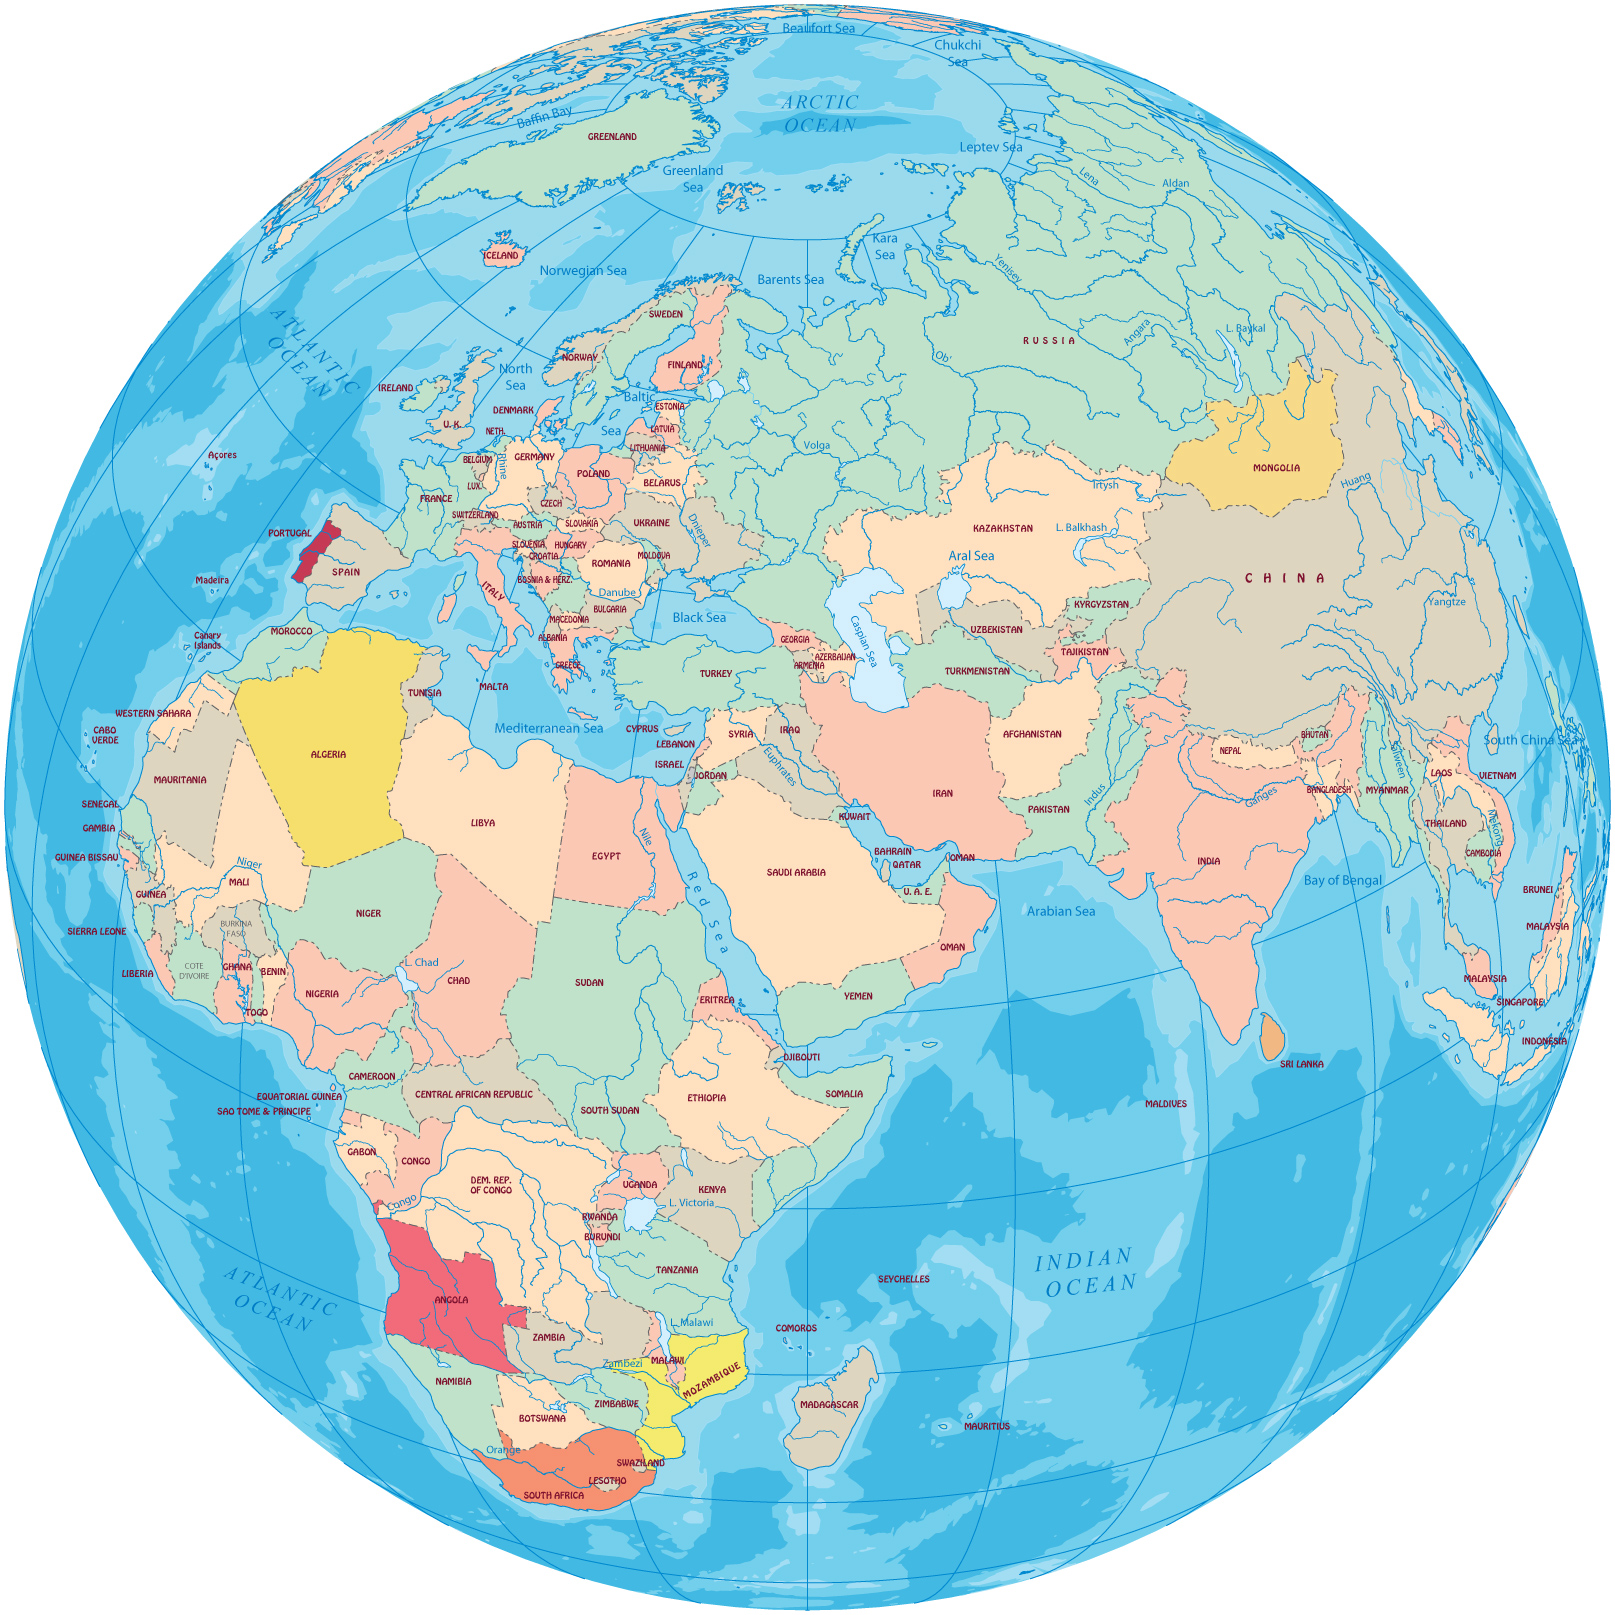 Beaufort Sea
Chukchi
Sea
ARCTIC
OCEAN
Baffin Bay
GREENLAND
Leptev Sea
Greenland
Sea
Lena
Aldan
Kara
Sea
ICELAND
Norwegian Sea
Barents Sea
Yenisey
ATLANTIC
OCEAN
SWEDEN
Angara
L. Baykal
RUSSIA
NORWAY
Ob'
FINLAND
North
Sea
IRELAND
Baltic
Sea
DENMARK
ESTONIA
U. K.
NETH.
LATVIA
LITHUANIA
Volga
Açores
BELGIUM
Rhine
GERMANY
POLAND
MONGOLIA
LUX.
BELARUS
Irtysh
Huang
FRANCE
CZECH
SWITZERLAND
AUSTRIA
SLOVAKIA
UKRAINE
Dnieper
KAZAKHSTAN
L. Balkhash
PORTUGAL
SLOVENIA
HUNGARY
CROATIA
MOLDOVA
Aral Sea
SPAIN
ROMANIA
BOSNIA & HERZ.
Madeira
ITALY
Danube
CHINA
BULGARIA
KYRGYZSTAN
Yangtze
MACEDONIA
Black Sea
MOROCCO
Canary
Islands
ALBANIA
GEORGIA
Caspian Sea
UZBEKISTAN
TAJIKISTAN
GREECE
AZERBAIJAN
ARMENIA
TURKEY
TURKMENISTAN
MALTA
TUNISIA
WESTERN SAHARA
Mediterranean Sea
CYPRUS
SYRIA
IRAQ
AFGHANISTAN
CABO
VERDE
LEBANON
BHUTAN
South China Sea
ALGERIA
ISRAEL
NEPAL
Salween
MAURITANIA
JORDAN
Euphrates
LAOS
VIETNAM
IRAN
Indus
Ganges
BANGLADESH
MYANMAR
SENEGAL
PAKISTAN
KUWAIT
GAMBIA
LIBYA
THAILAND
Mekong
Nile
GUINEA BISSAU
EGYPT
BAHRAIN
QATAR
OMAN
INDIA
CAMBODIA
Niger
MALI
SAUDI ARABIA
U. A. E.
Bay of Bengal
BRUNEI
GUINEA
NIGER
Red Sea
Arabian Sea
BURKINA
FASO
SIERRA LEONE
MALAYSIA
OMAN
COTE
D'IVOIRE
GHANA
BENIN
L. Chad
LIBERIA
CHAD
SUDAN
MALAYSIA
NIGERIA
YEMEN
ERITREA
SINGAPORE
TOGO
INDONESIA
DJIBOUTI
SRI LANKA
CAMEROON
CENTRAL AFRICAN REPUBLIC
EQUATORIAL GUINEA
SAO TOME & PRINCIPE
SOUTH SUDAN
ETHIOPIA
SOMALIA
MALDIVES
GABON
CONGO
DEM. REP.
OF CONGO
UGANDA
KENYA
Congo
L. Victoria
RWANDA
BURUNDI
INDIAN
OCEAN
TANZANIA
SEYCHELLES
ATLANTIC
OCEAN
ANGOLA
L. Malawi
COMOROS
ZAMBIA
Zambezi
MALAWI
NAMIBIA
MOZAMBIQUE
ZIMBABWE
MADAGASCAR
BOTSWANA
MAURITIUS
Orange
SWAZILAND
LESOTHO
SOUTH AFRICA